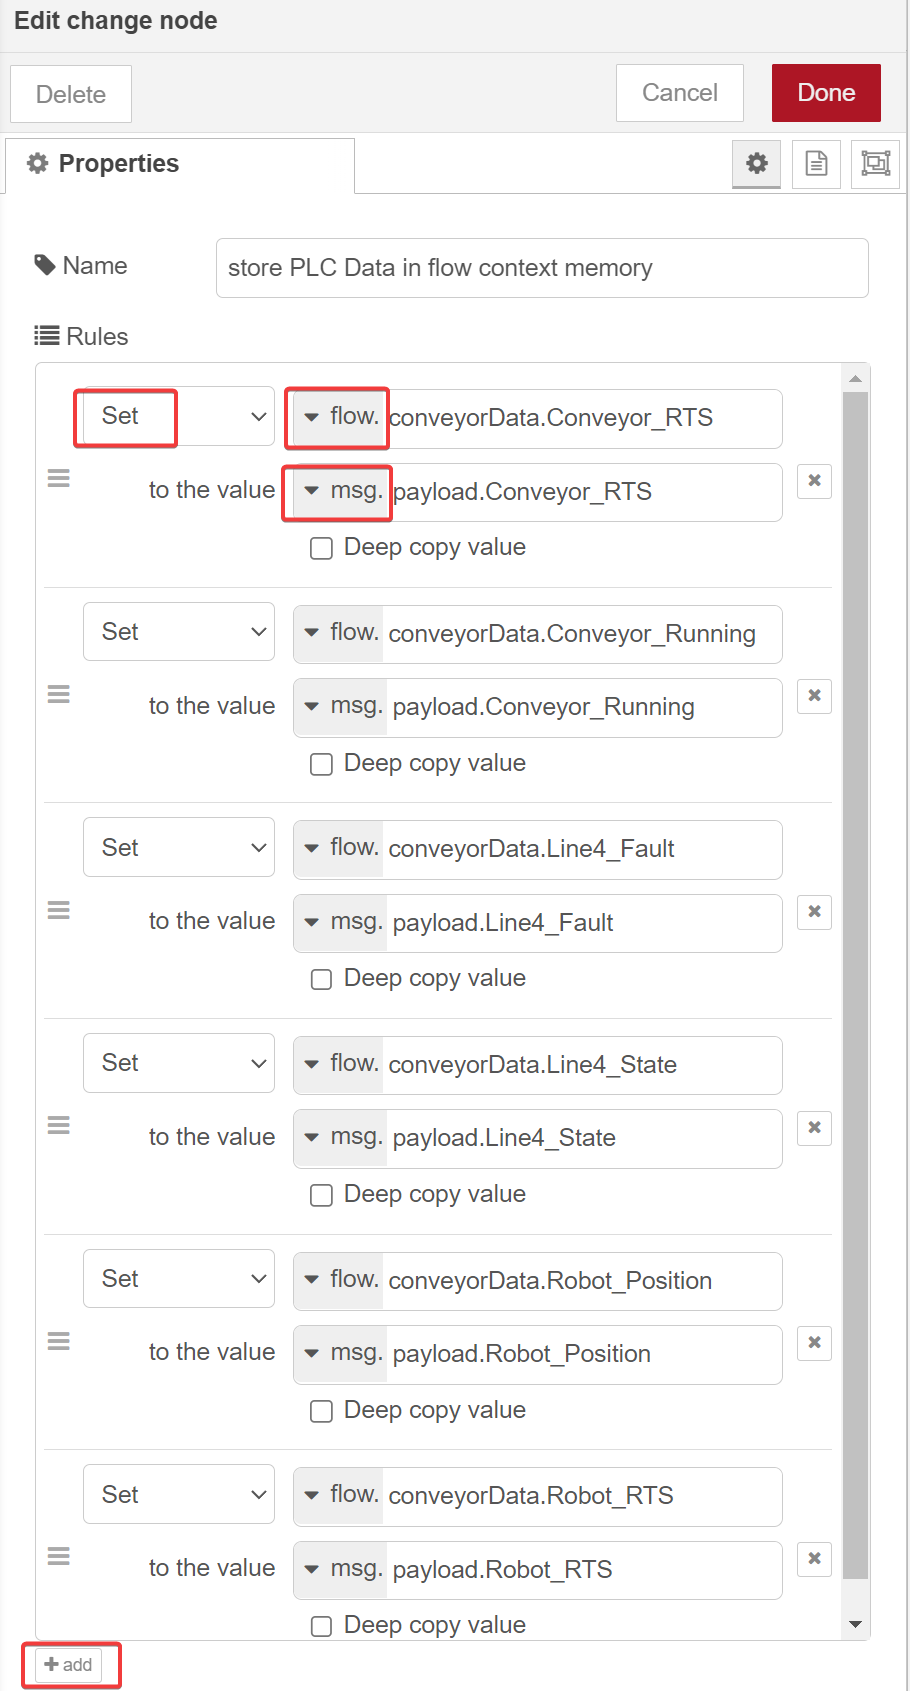 Edit change node
Delete
Cancel
Done
Properties
Name
store PLC Data in flow context memory
Rules
Set
flow. conveyorData.Conveyor_RTS
to the value
msg. payload.Conveyor_RTS
Deep copy value
Set
flow. conveyorData.Conveyor_Running
to the value
msg. payload.Conveyor_Running
Deep copy value
Set
flow. conveyorData.Line4_Fault
to the value
msg. payload.Line4_Fault
Deep copy value
Set
flow. conveyorData.Line4_State
to the value
msg. payload.Line4_State
Deep copy value
Set
flow. conveyorData.Robot_Position
to the value
msg. payload.Robot_Position
Deep copy value
Set
flow. conveyorData.Robot_RTS
to the value
msg. payload.Robot_RTS
Deep copy value
add